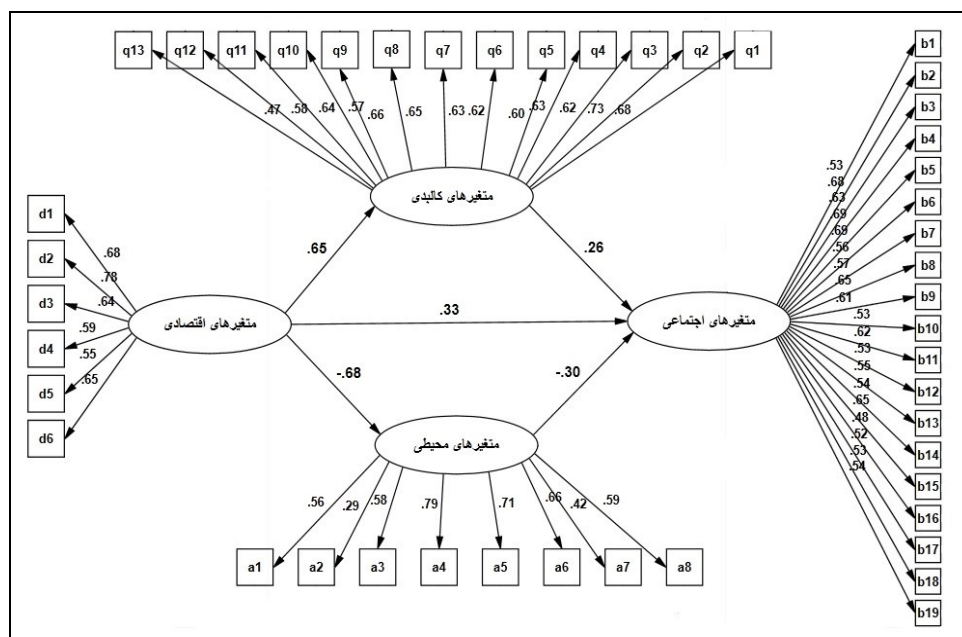 q13 q12 q11 q10 q9 q8 q7 q6 q5 q4 q3 q2 q1
.47 .58 .64 .57 .66 .65 .63 .62 .60 .63 .62 .73 .68
متغیرهای کالبدی
b1
b2
b3
b4
b5
b6
b7
b8
b9
b10
b11
b12
b13
b14
b15
b16
b17
b18
b19
.53
.68
.63
.69
.69
.56
.57
.65
.61
.53
.62
.53
.55
.54
.65
.48
.52
.53
.54
d1
d2
d3
d4
d5
d6
.68
.78
.64
.59
.55
.65
.65
.26
متغیرهای اقتصادی
.33
متغیرهای اجتماعی
-.68
-.30
متغیرهای محیطی
.56 .29 .58 .79 .71 .66 .42 .59
a1 a2 a3 a4 a5 a6 a7 a8